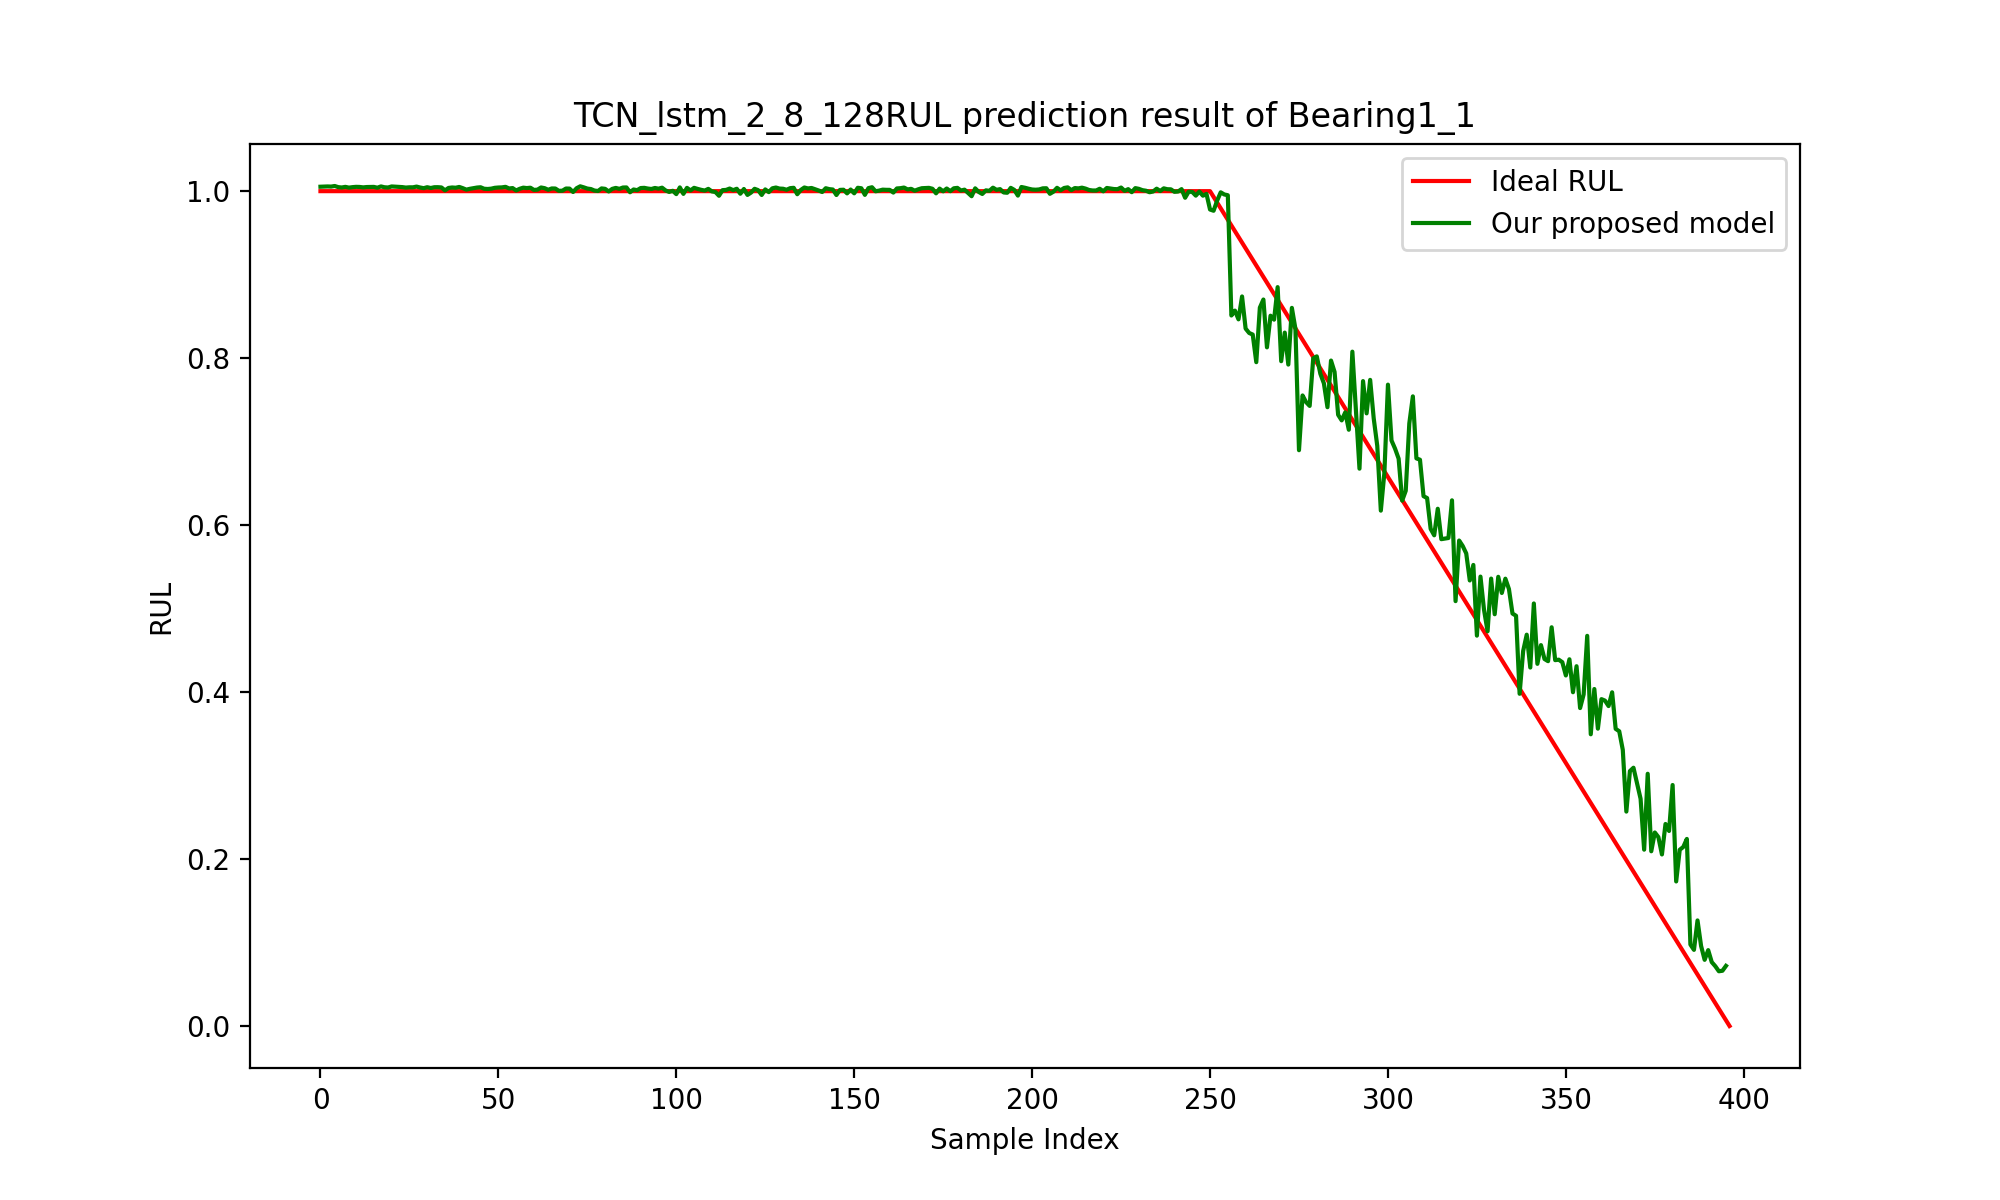 TCN_lstm_2_8_128RUL prediction result of Bearing1_1
Ideal RUL
Our proposed model
1.0
0.8
0.6
0.4
0.2
0.0
RUL
0 50 100 150 200 250 300 350 400
Sample Index